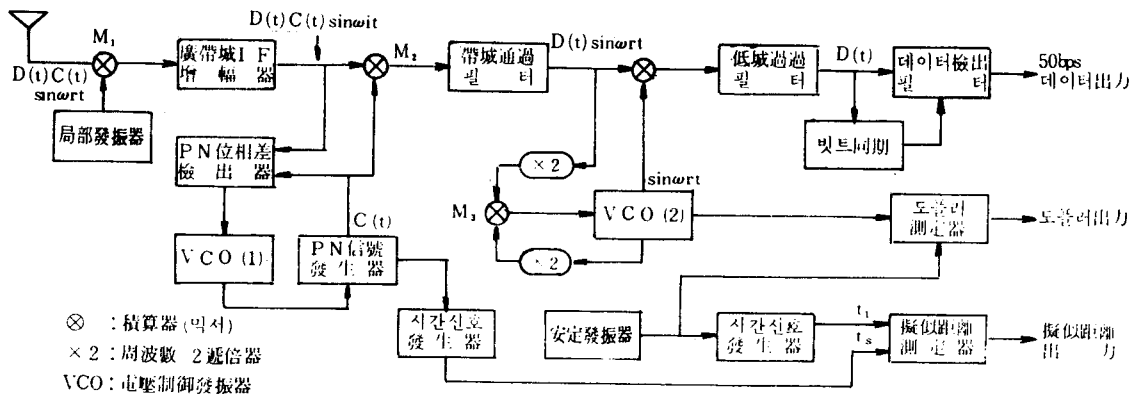 D(t)C(t)sinωit
M₁
廣帶域IF
增幅器
M₂
帶域通過
필터
D(t)sinωrt
低域過過
필터
D(t)
데이터檢出
필터
50bps
데이터出力
D(t)C(t)
sinωrt
局部發振器
PN位相差
檢出器
빗트同期
×2
sinωrt
M₃
VCO(2)
도플러
測定器
도플러出力
C(t)
VCO(1)
PN信號
發生器
×2
시간신호
發生器
安定發振器
시간신호
發生器
t₁
tₛ
擬似距離
測定器
擬似距離
出力
⊗ :積算器(믹서)
×2 :周波數 2遞倍器
VCO:電壓制御發振器